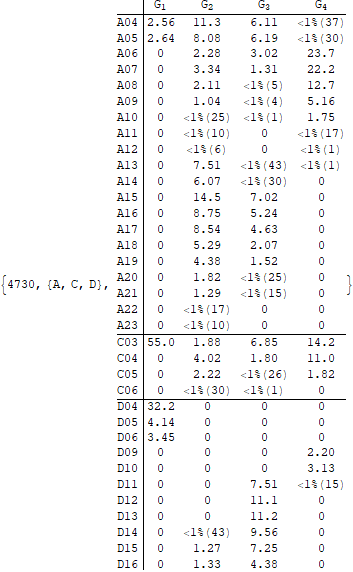 G1 G2 G3 G4
A04 2.56 11.3 6.11 <1%(37)
A05 2.64 8.08 6.19 <1%(30)
A06 0 2.28 3.02 23.7
A07 0 3.34 1.31 22.2
A08 0 2.11 <1%(5) 12.7
A09 0 1.04 <1%(4) 5.16
A10 0 <1%(25) <1%(1) 1.75
A11 0 <1%(10) 0 <1%(17)
A12 0 <1%(6) 0 <1%(1)
A13 0 7.51 <1%(43) <1%(1)
A14 0 6.07 <1%(30) 0
A15 0 14.5 7.02 0
A16 0 8.75 5.24 0
A17 0 8.54 4.63 0
A18 0 5.29 2.07 0
A19 0 4.38 1.52 0
{4730, {A, C, D}, }
A20 0 1.82 <1%(25) 0
A21 0 1.29 <1%(15) 0
A22 0 <1%(17) 0 0
A23 0 <1%(10) 0 0
C03 55.0 1.88 6.85 14.2
C04 0 4.02 1.80 11.0
C05 0 2.22 <1%(26) 1.82
C06 0 <1%(30) <1%(1) 0
D04 32.2 0 0 0
D05 4.14 0 0 0
D06 3.45 0 0 0
D09 0 0 0 2.20
D10 0 0 0 3.13
D11 0 0 7.51 <1%(15)
D12 0 0 11.1 0
D13 0 0 11.2 0
D14 0 <1%(43) 9.56 0
D15 0 1.27 7.25 0
D16 0 1.33 4.38 0